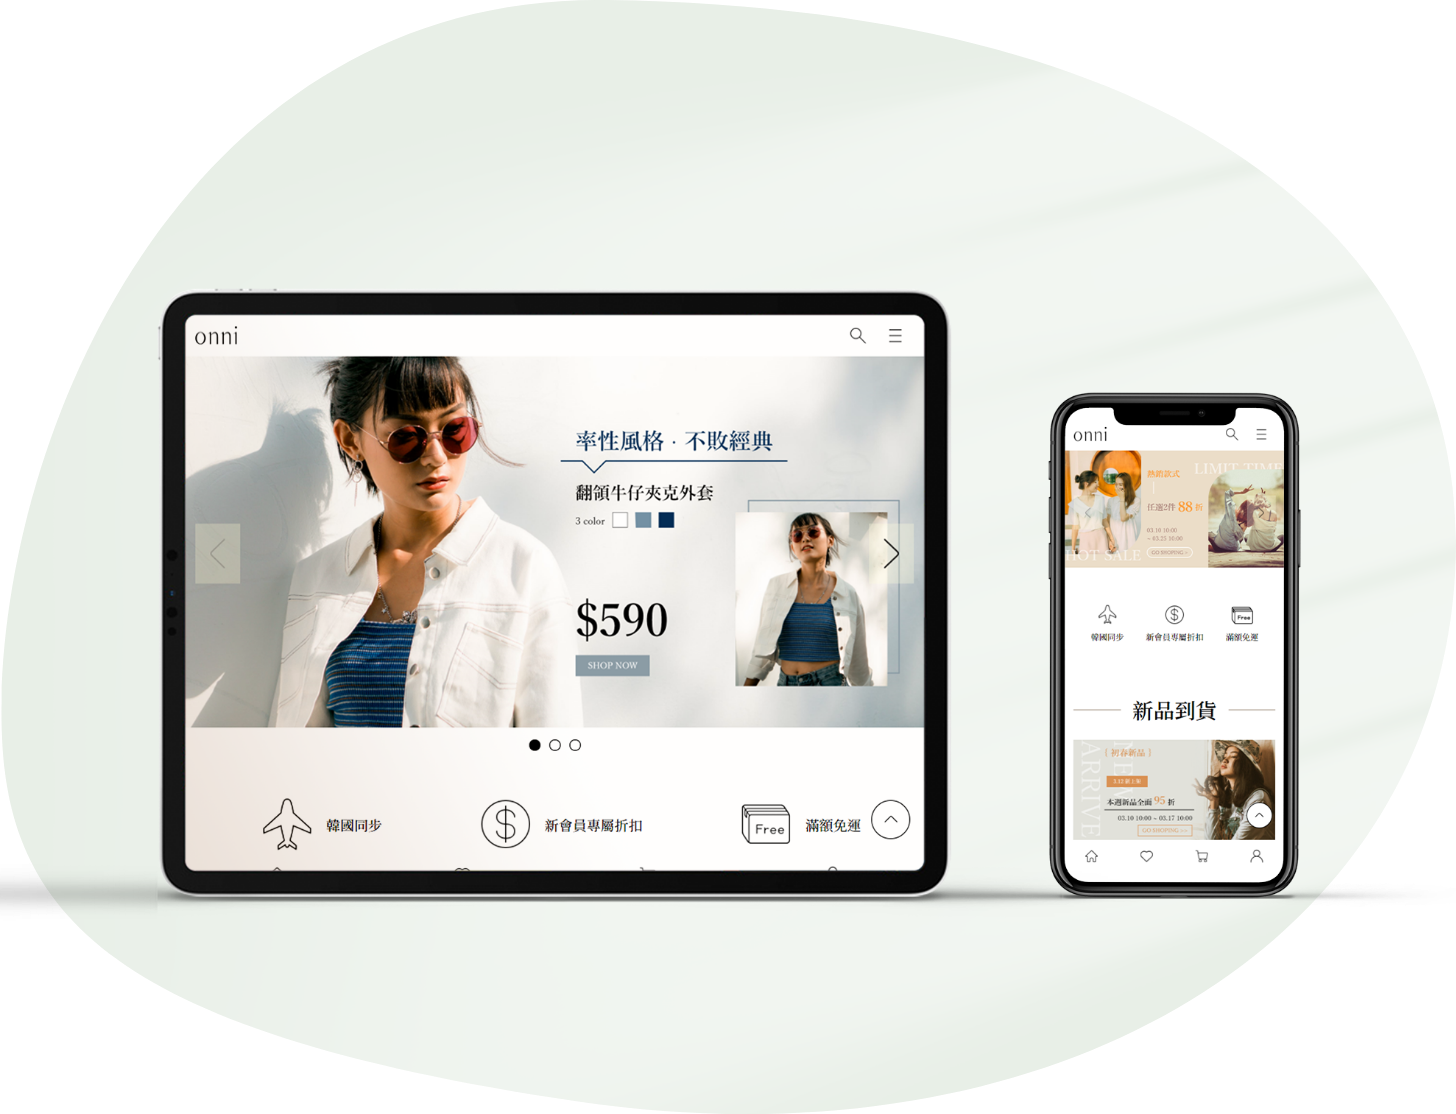 onni
率性風格 · 不敗經典
翻領牛仔夾克外套
3 color
$590
SHOP NOW
韓國同步
新會員專屬折扣
Free
滿額免運
onni
LIMIT TIME
熱銷款式
任選2件 88 折
03.10 10:00
~ 03.25 10:00
GO SHOPING >
HOT SALE
韓國同步
新會員專屬折扣
Free
滿額免運
新品到貨
NEW
ARRIVE
{ 初春新品 }
本週新品全面 95 折
03.10 10:00 ~ 03.17 10:00
GO SHOPING >>